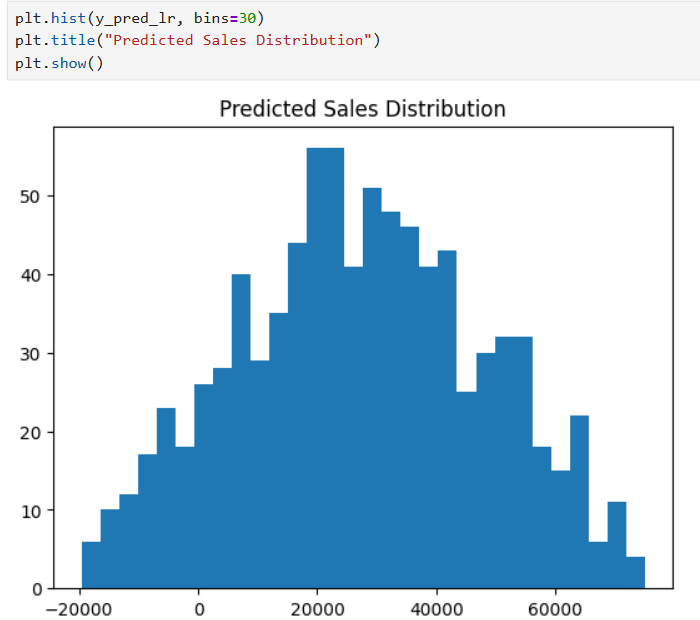 plt.hist(y_pred_lr, bins=30)
plt.title("Predicted Sales Distribution")
plt.show()
Predicted Sales Distribution
50
40
30
20
10
0
−20000 0 20000 40000 60000